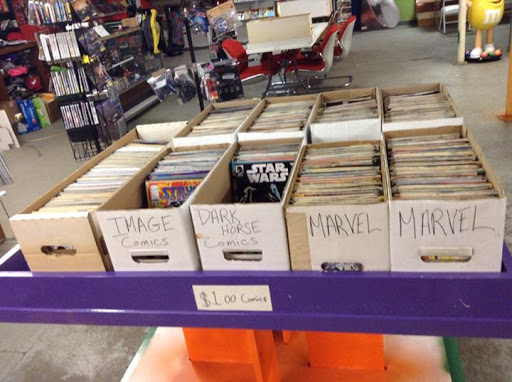 IMAGE
Comics
DARK
HORSE
Comics
STAR
WARS
MARVEL
MARVEL
$1.00 Comics